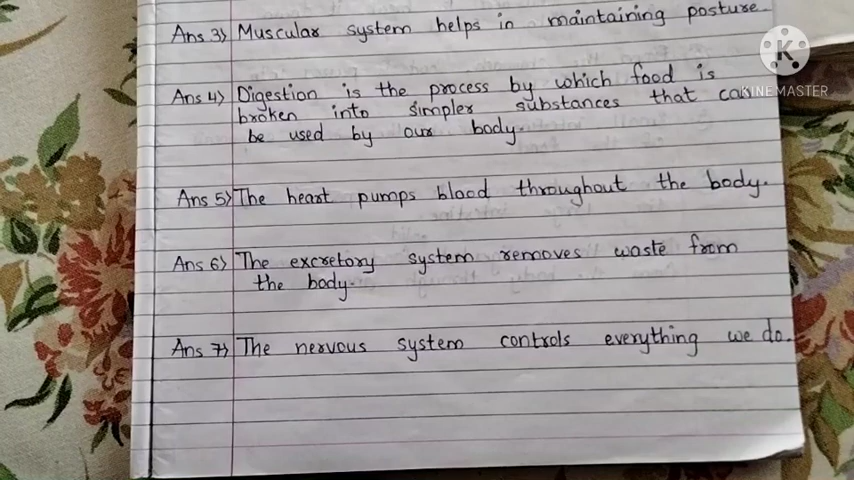 Ans 3) Muscular system helps in maintaining posture.
Ans 4) Digestion is the process by which food is
broken into simpler substances that can
be used by our body.
Ans 5) The heart pumps blood throughout the body.
Ans 6) The excretory system removes waste from
the body.
Ans 7) The nervous system controls everything we do.
K
KINEMASTER